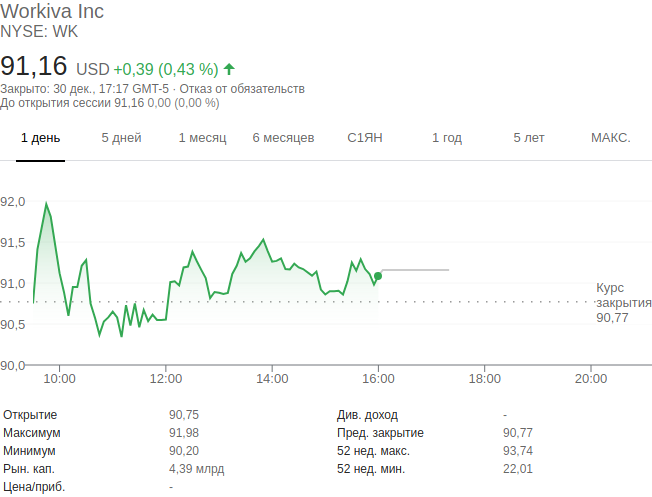 Workiva Inc
NYSE: WK
91,16 USD +0,39 (0,43 %)
Закрыто: 30 дек., 17:17 GMT-5 · Отказ от обязательств
До открытия сессии 91,16 0,00 (0,00 %)
1 день 5 дней 1 месяц 6 месяцев С1ЯН 1 год 5 лет МАКС.
92,0
91,5
91,0
Курс
закрытия
90,77
90,5
90,0
10:00 12:00 14:00 16:00 18:00 20:00
Открытие 90,75 Див. доход -
Максимум 91,98 Пред. закрытие 90,77
Минимум 90,20 52 нед. макс. 93,74
Рын. кап. 4,39 млрд 52 нед. мин. 22,01
Цена/приб. -